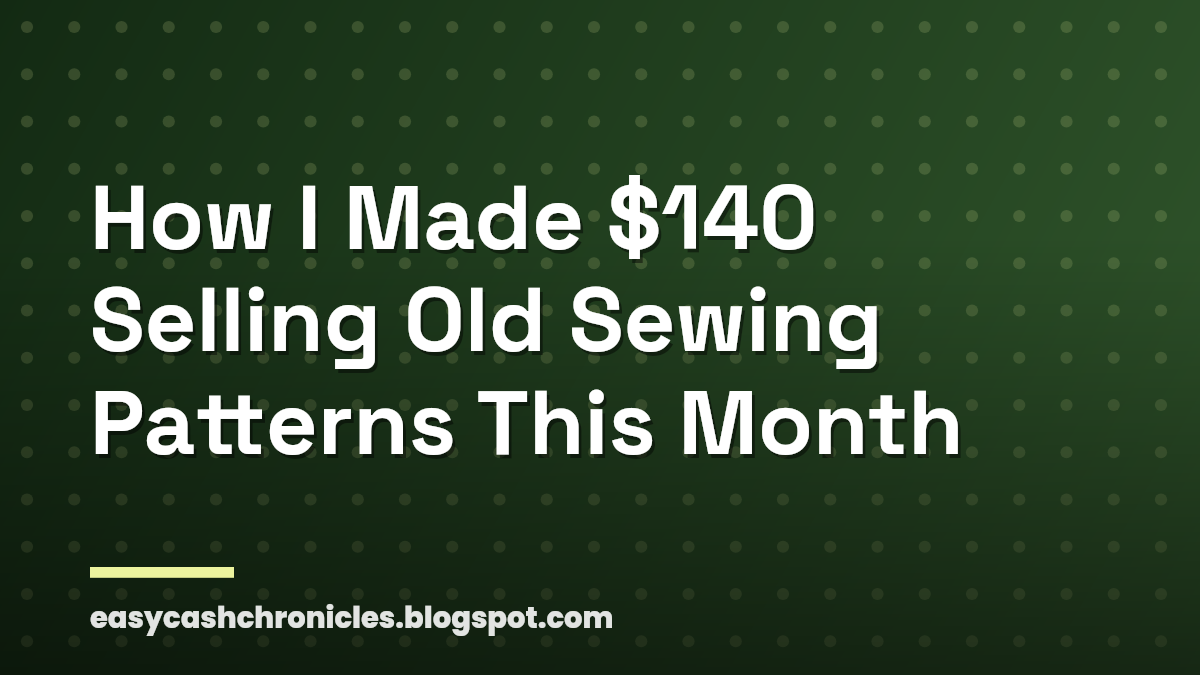 How I Made $140
Selling Old Sewing
Patterns This Month
easycashchronicles.blogspot.com